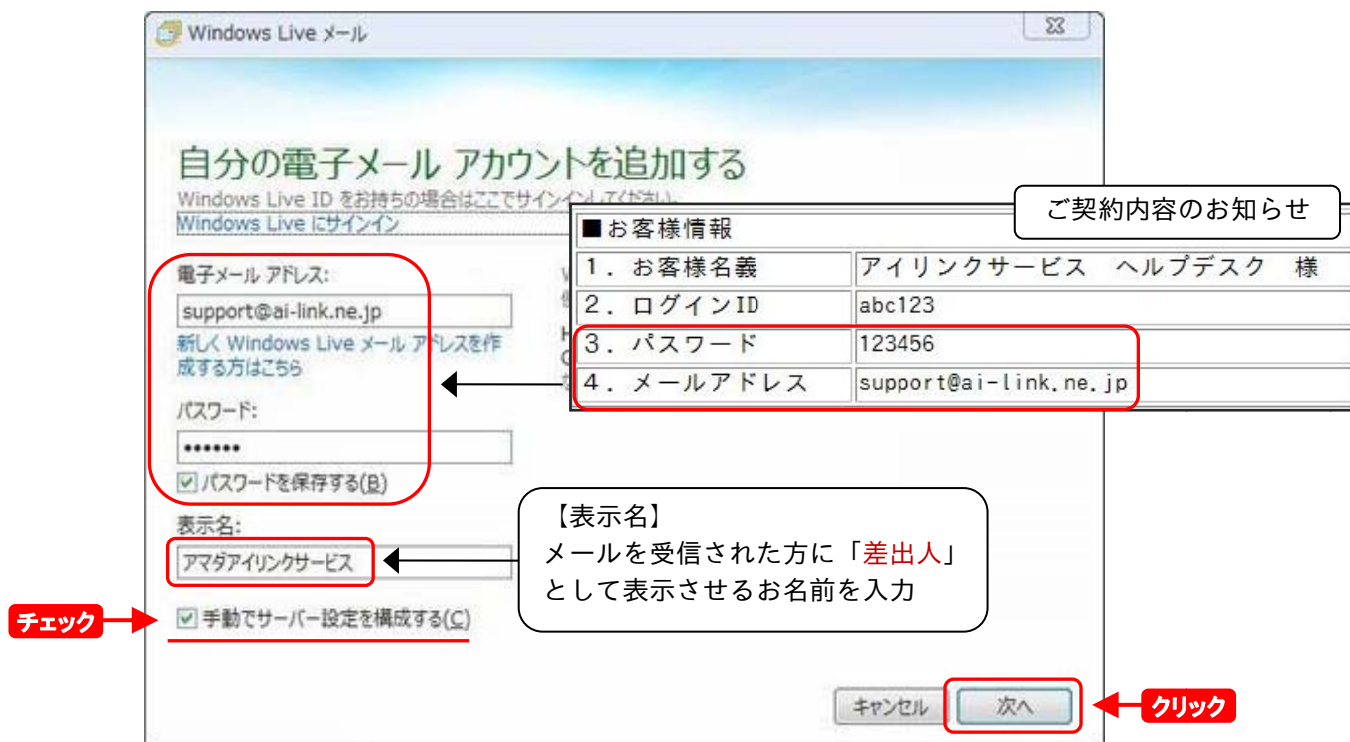 Windows Live メール
自分の電子メール アカウントを追加する
Windows Live ID をお持ちの場合はここでサインインしてください。
Windows Live にサインイン
ご契約内容のお知らせ
■お客様情報
1. お客様名義 アイリンクサービス ヘルプデスク 様
2. ログインID abc123
3. パスワード 123456
4. メールアドレス support@ai-link.ne.jp
電子メール アドレス:
support@ai-link.ne.jp
新しく Windows Live メール アドレスを作
成する方はこちら
パスワード:
••••••
パスワードを保存する(B)
表示名:
アマダアイリンクサービス
【表示名】
メールを受信された方に「差出人」
として表示させるお名前を入力
チェック
手動でサーバー設定を構成する(C)
キャンセル
次へ
クリック